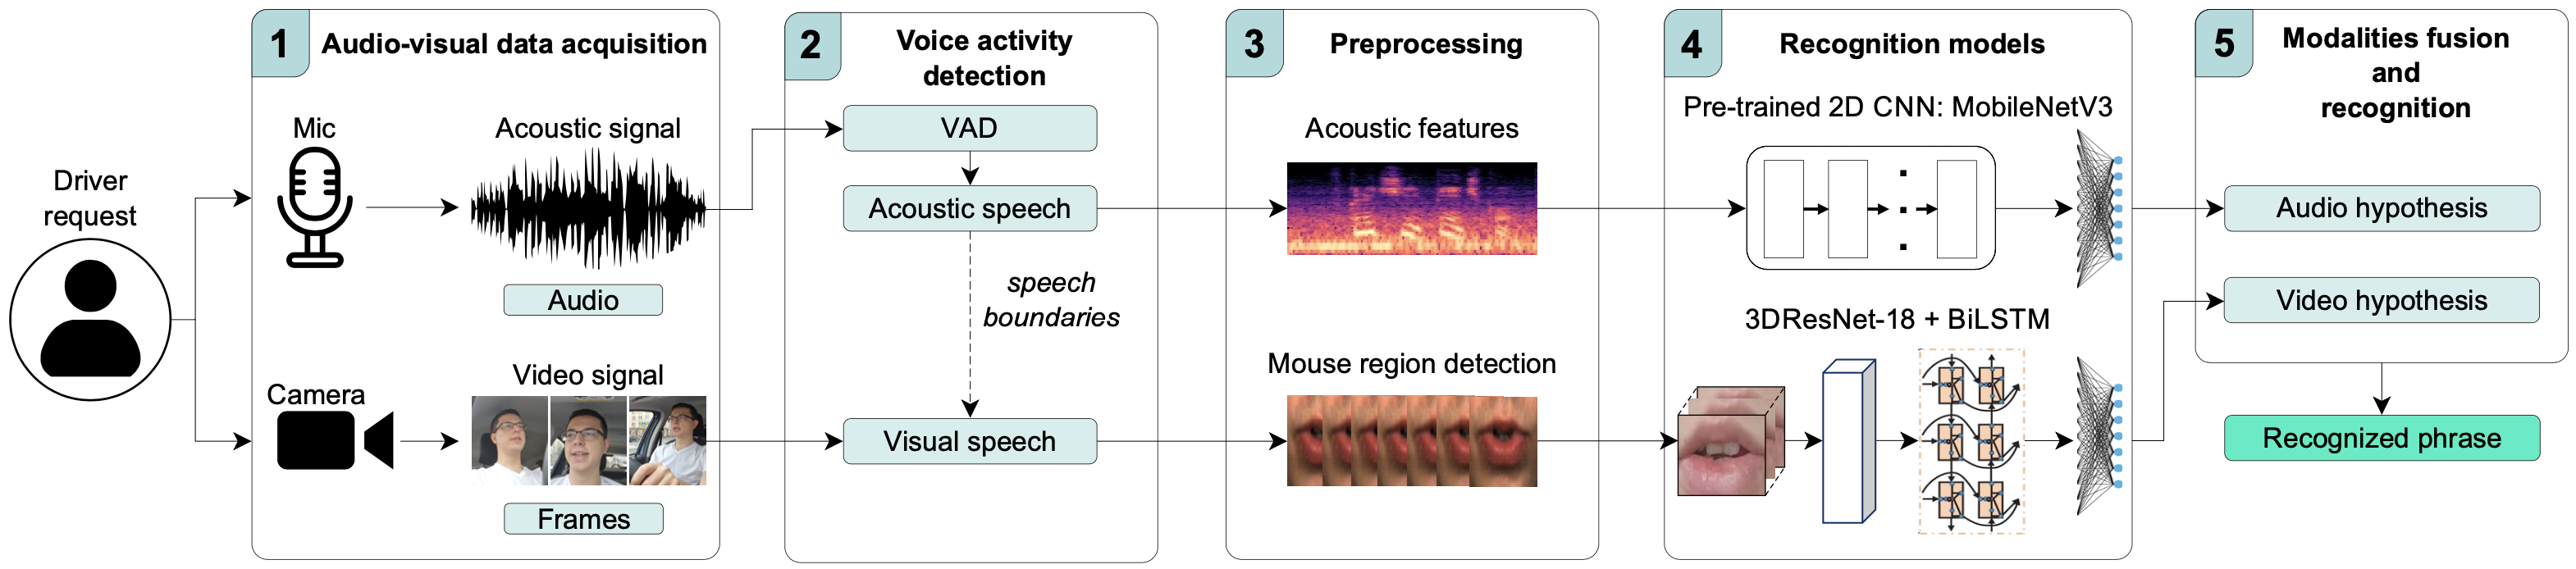 Driver
request
1
Audio-visual data acquisition
Mic
Acoustic signal
Audio
Camera
Video signal
Frames
2
Voice activity
detection
VAD
Acoustic speech
speech
boundaries
Visual speech
3
Preprocessing
Acoustic features
Mouse region detection
4
Recognition models
Pre-trained 2D CNN: MobileNetV3
3DResNet-18 + BiLSTM
5
Modalities fusion
and
recognition
Audio hypothesis
Video hypothesis
Recognized phrase